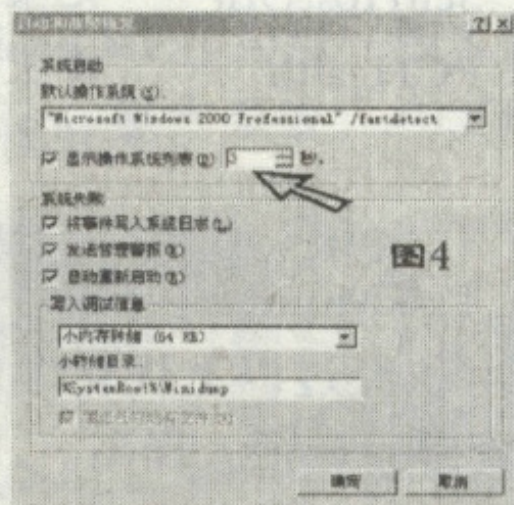 ? ×
系统启动
默认操作系统(S):
"Microsoft Windows 2000 Professional" /fastdetect
显示操作系统列表(D) 5 秒。
系统失败
将事件写入系统日志(L)
发送管理警报(N)
自动重新启动(R)
图4
写入调试信息
小内存转储 (64 KB)
小转储目录:
%SystemRoot%\Minidump
确定 取消